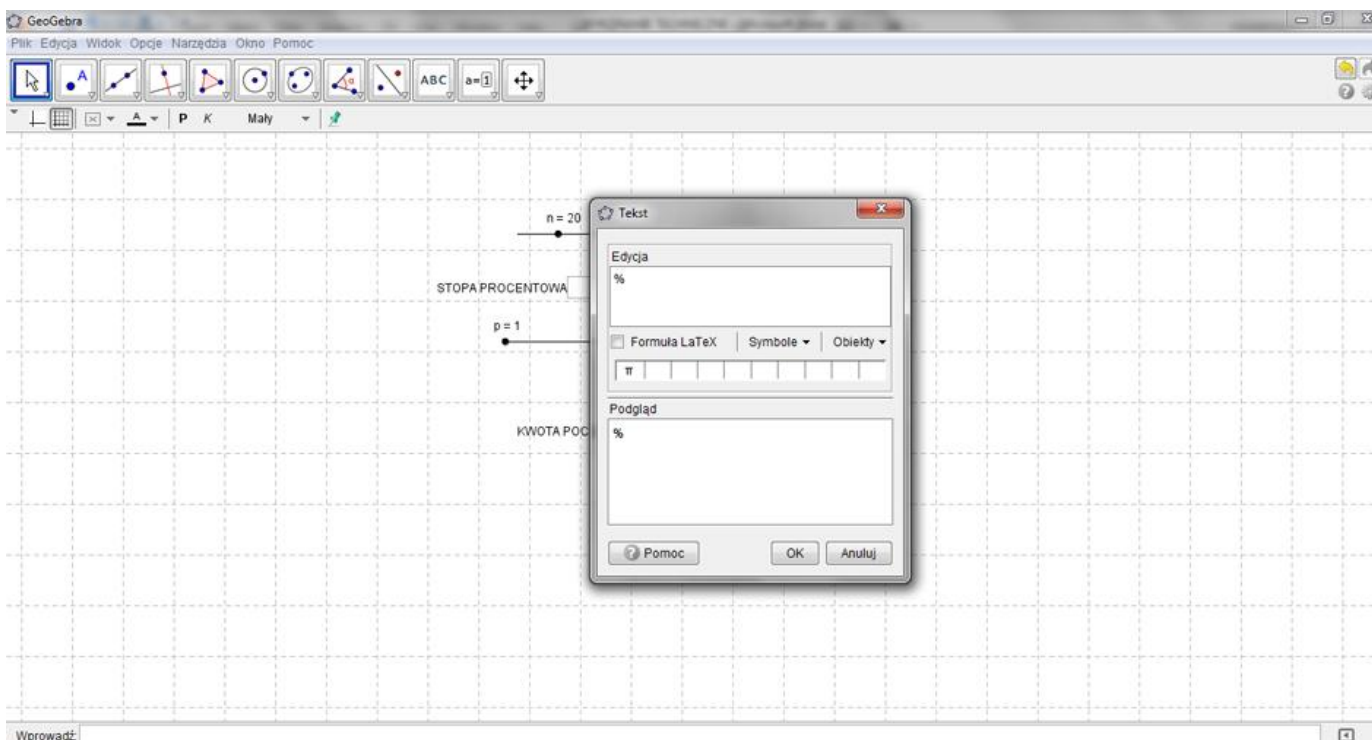 GeoGebra
Plik Edycja Widok Opcje Narzędzia Okno Pomoc
A α ABC a=1
A P K Mały
n = 20
STOPA PROCENTOWA
p = 1
KWOTA POC
Tekst
x
Edycja
%
Formuła LaTeX Symbole Obiekty
π
Podgląd
%
Pomoc OK Anuluj
Wprowadź: